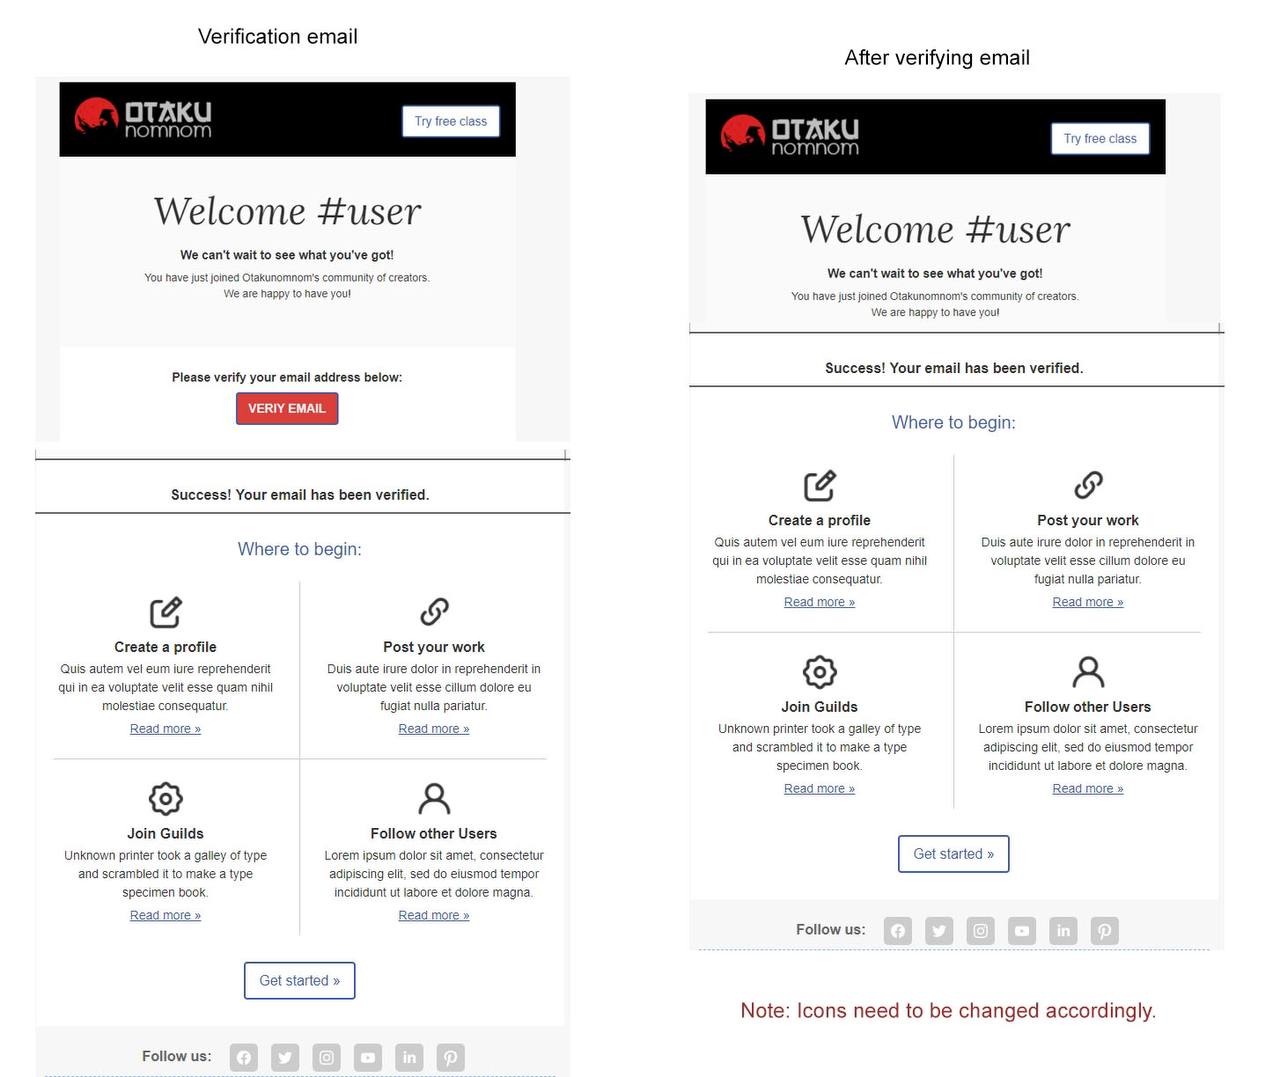 Verification email
OTAKU
nomnom
Try free class
Welcome #user
We can't wait to see what you've got!
You have just joined Otakunomnom's community of creators.
We are happy to have you!
Please verify your email address below:
VERIY EMAIL
Success! Your email has been verified.
Where to begin:
Create a profile
Quis autem vel eum iure reprehenderit
qui in ea voluptate velit esse quam nihil
molestiae consequatur.
Read more »
Post your work
Duis aute irure dolor in reprehenderit in
voluptate velit esse cillum dolore eu
fugiat nulla pariatur.
Read more »
Join Guilds
Unknown printer took a galley of type
and scrambled it to make a type
specimen book.
Read more »
Follow other Users
Lorem ipsum dolor sit amet, consectetur
adipiscing elit, sed do eiusmod tempor
incididunt ut labore et dolore magna.
Read more »
Get started »
Follow us:
After verifying email
OTAKU
nomnom
Try free class
Welcome #user
We can't wait to see what you've got!
You have just joined Otakunomnom's community of creators.
We are happy to have you!
Success! Your email has been verified.
Where to begin:
Create a profile
Quis autem vel eum iure reprehenderit
qui in ea voluptate velit esse quam nihil
molestiae consequatur.
Read more »
Post your work
Duis aute irure dolor in reprehenderit in
voluptate velit esse cillum dolore eu
fugiat nulla pariatur.
Read more »
Join Guilds
Unknown printer took a galley of type
and scrambled it to make a type
specimen book.
Read more »
Follow other Users
Lorem ipsum dolor sit amet, consectetur
adipiscing elit, sed do eiusmod tempor
incididunt ut labore et dolore magna.
Read more »
Get started »
Follow us:
Note: Icons need to be changed accordingly.